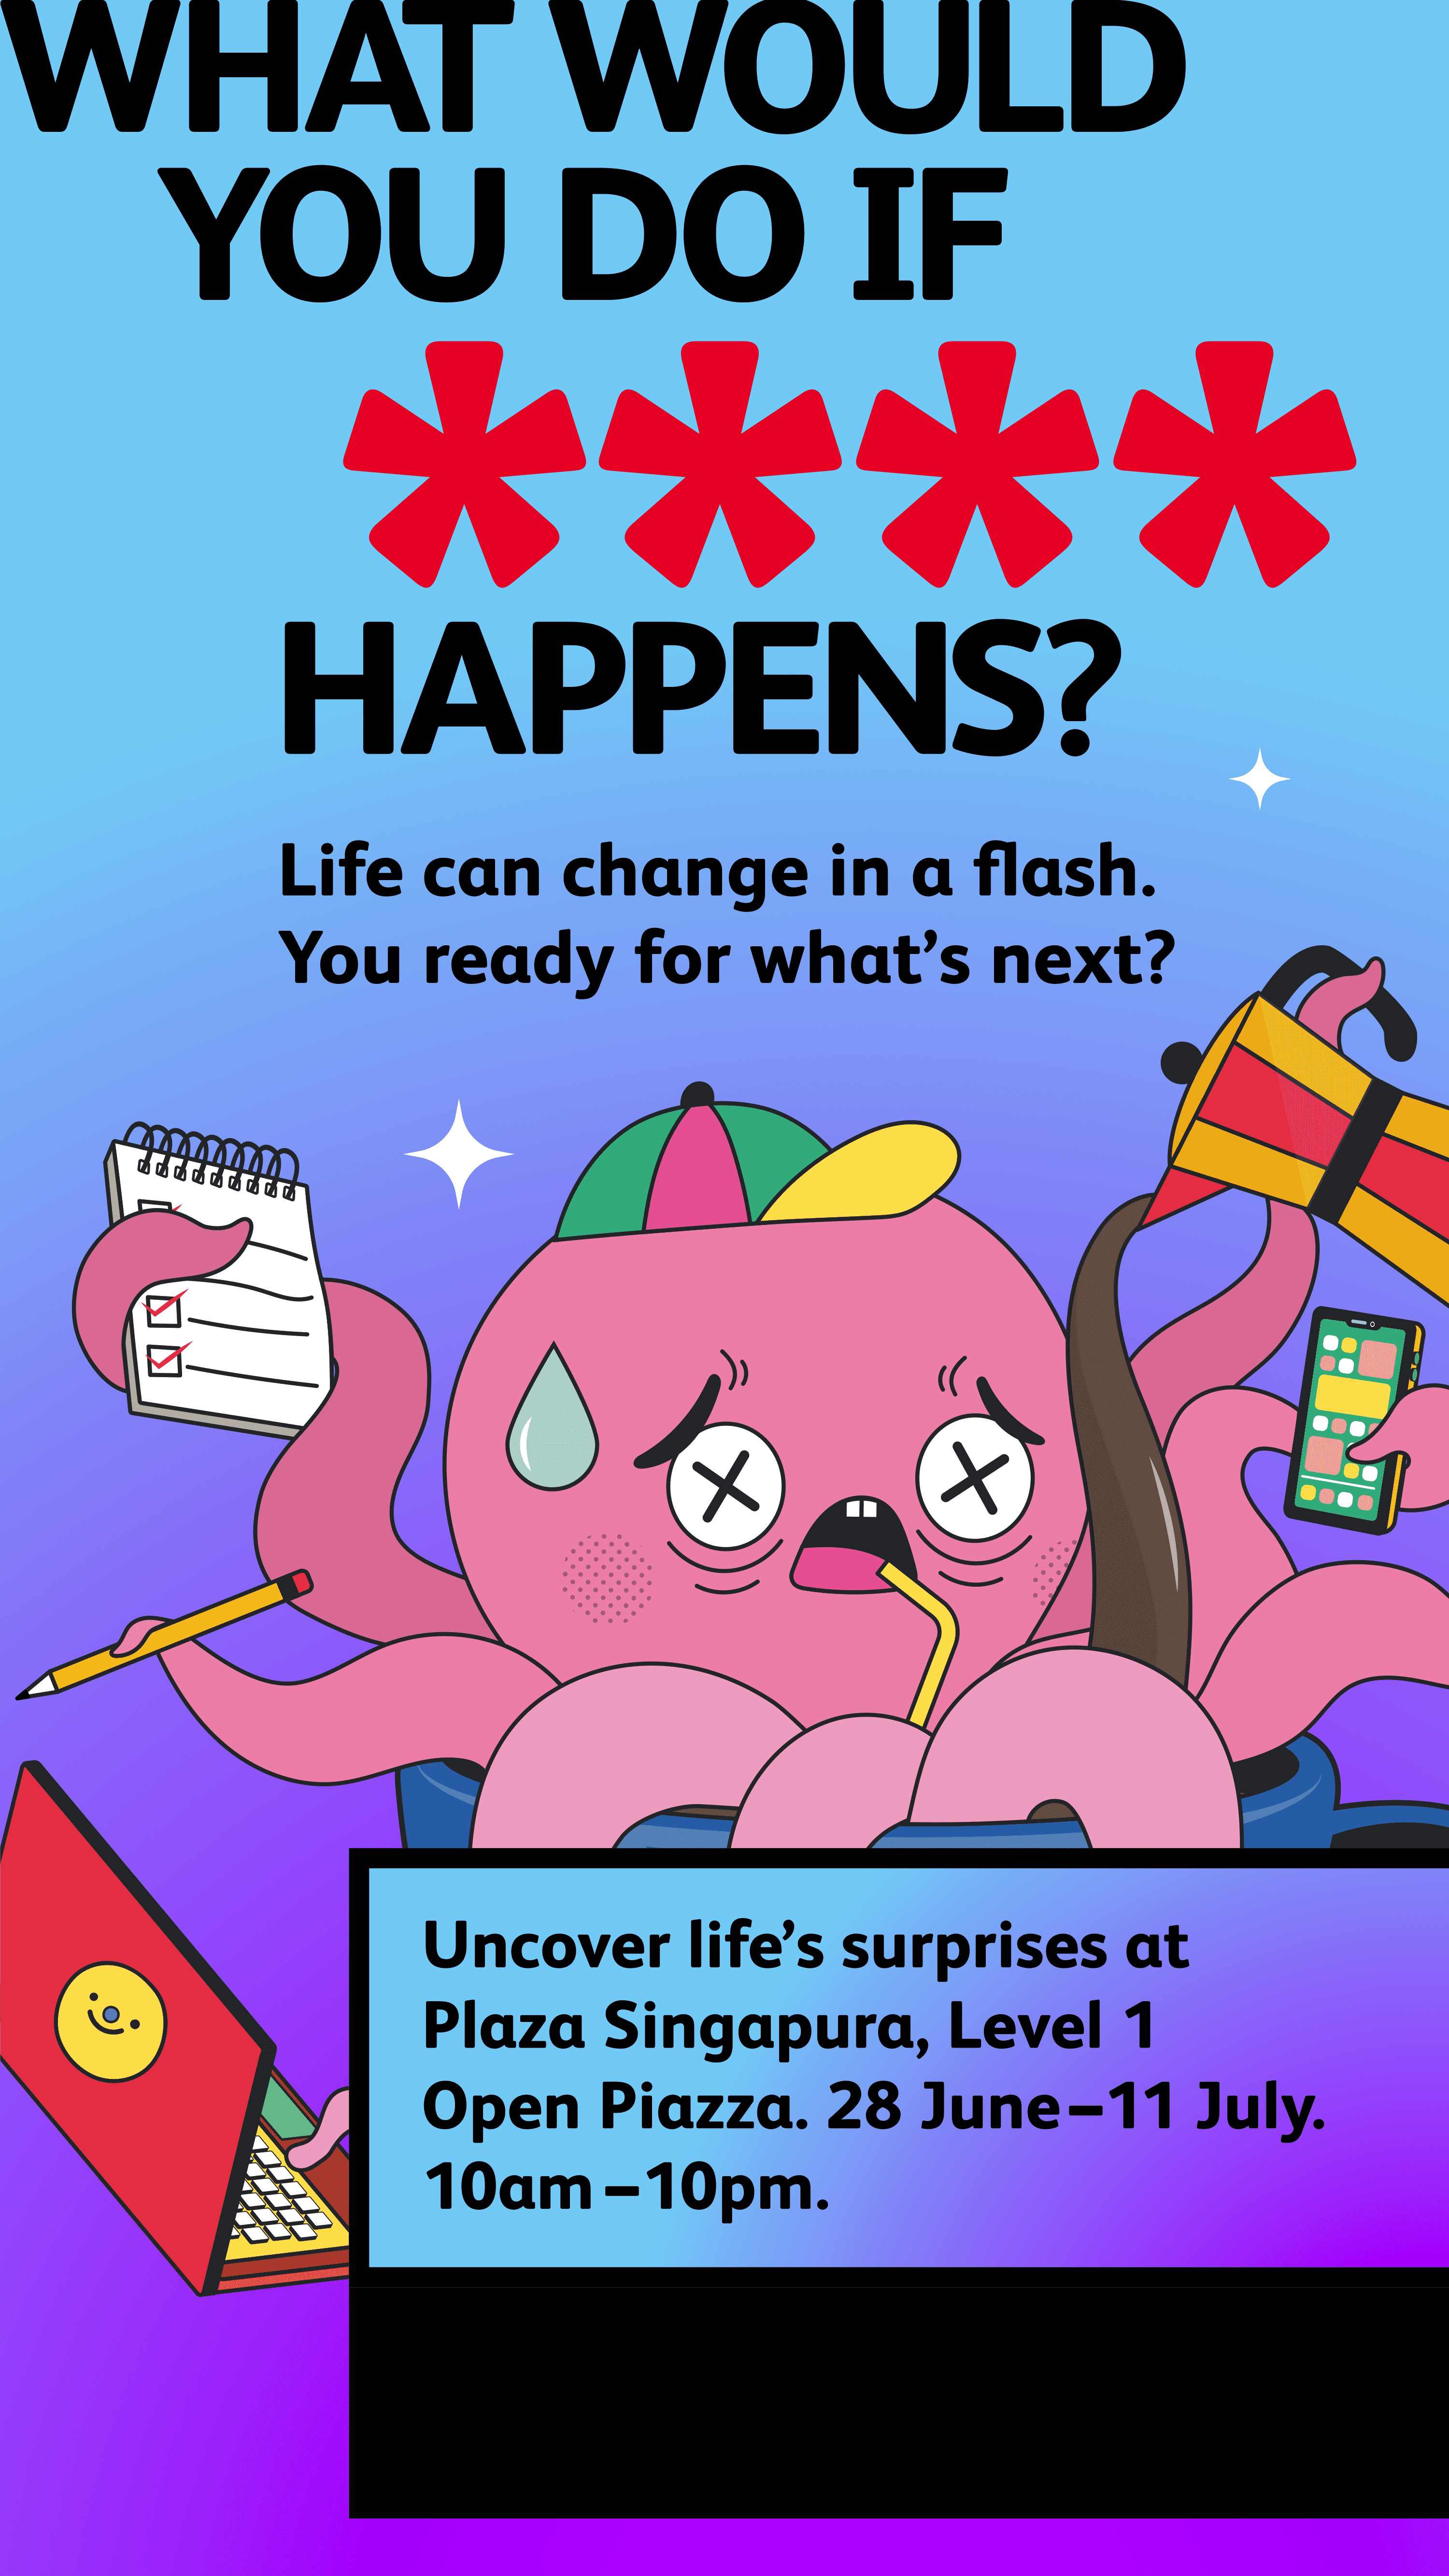 WHAT WOULD
YOU DO IF
****
HAPPENS?
Life can change in a flash.
You ready for what’s next?
Uncover life’s surprises at
Plaza Singapura, Level 1
Open Piazza. 28 June–11 July.
10am–10pm.